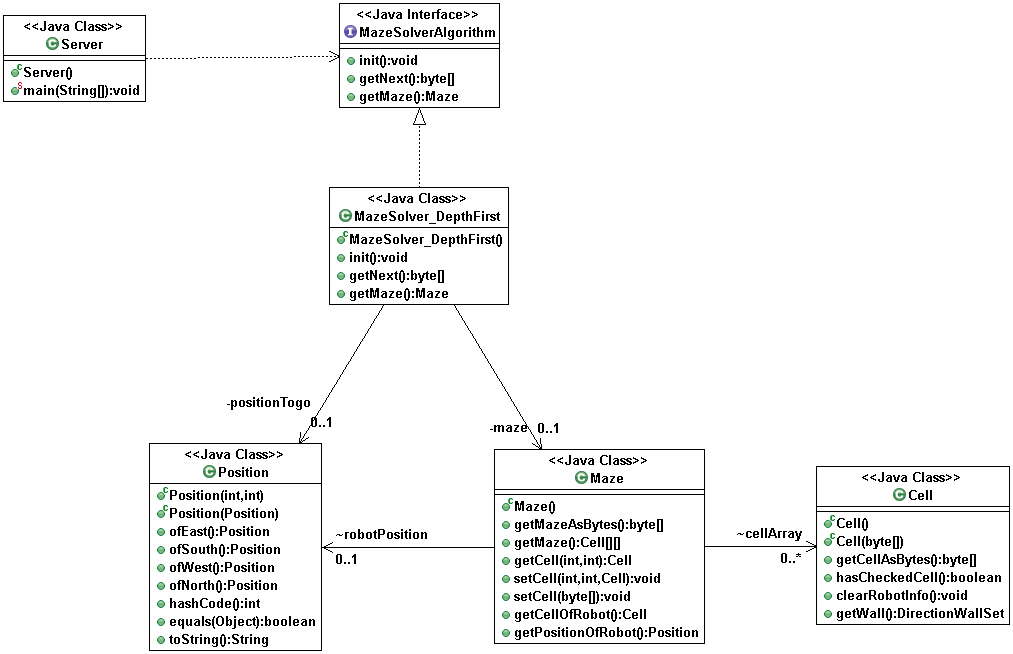 <<Java Class>>
Server
Server()
main(String[]):void
<<Java Interface>>
MazeSolverAlgorithm
init():void
getNext():byte[]
getMaze():Maze
<<Java Class>>
MazeSolver_DepthFirst
MazeSolver_DepthFirst()
init():void
getNext():byte[]
getMaze():Maze
-positionTogo
0..1
-maze 0..1
<<Java Class>>
Position
Position(int,int)
Position(Position)
ofEast():Position
ofSouth():Position
ofWest():Position
ofNorth():Position
hashCode():int
equals(Object):boolean
toString():String
~robotPosition
0..1
<<Java Class>>
Maze
Maze()
getMazeAsBytes():byte[]
getMaze():Cell[][]
getCell(int,int):Cell
setCell(int,int,Cell):void
setCell(byte[]):void
getCellOfRobot():Cell
getPositionOfRobot():Position
~cellArray
0..*
<<Java Class>>
Cell
Cell()
Cell(byte[])
getCellAsBytes():byte[]
hasCheckedCell():boolean
clearRobotInfo():void
getWall():DirectionWallSet